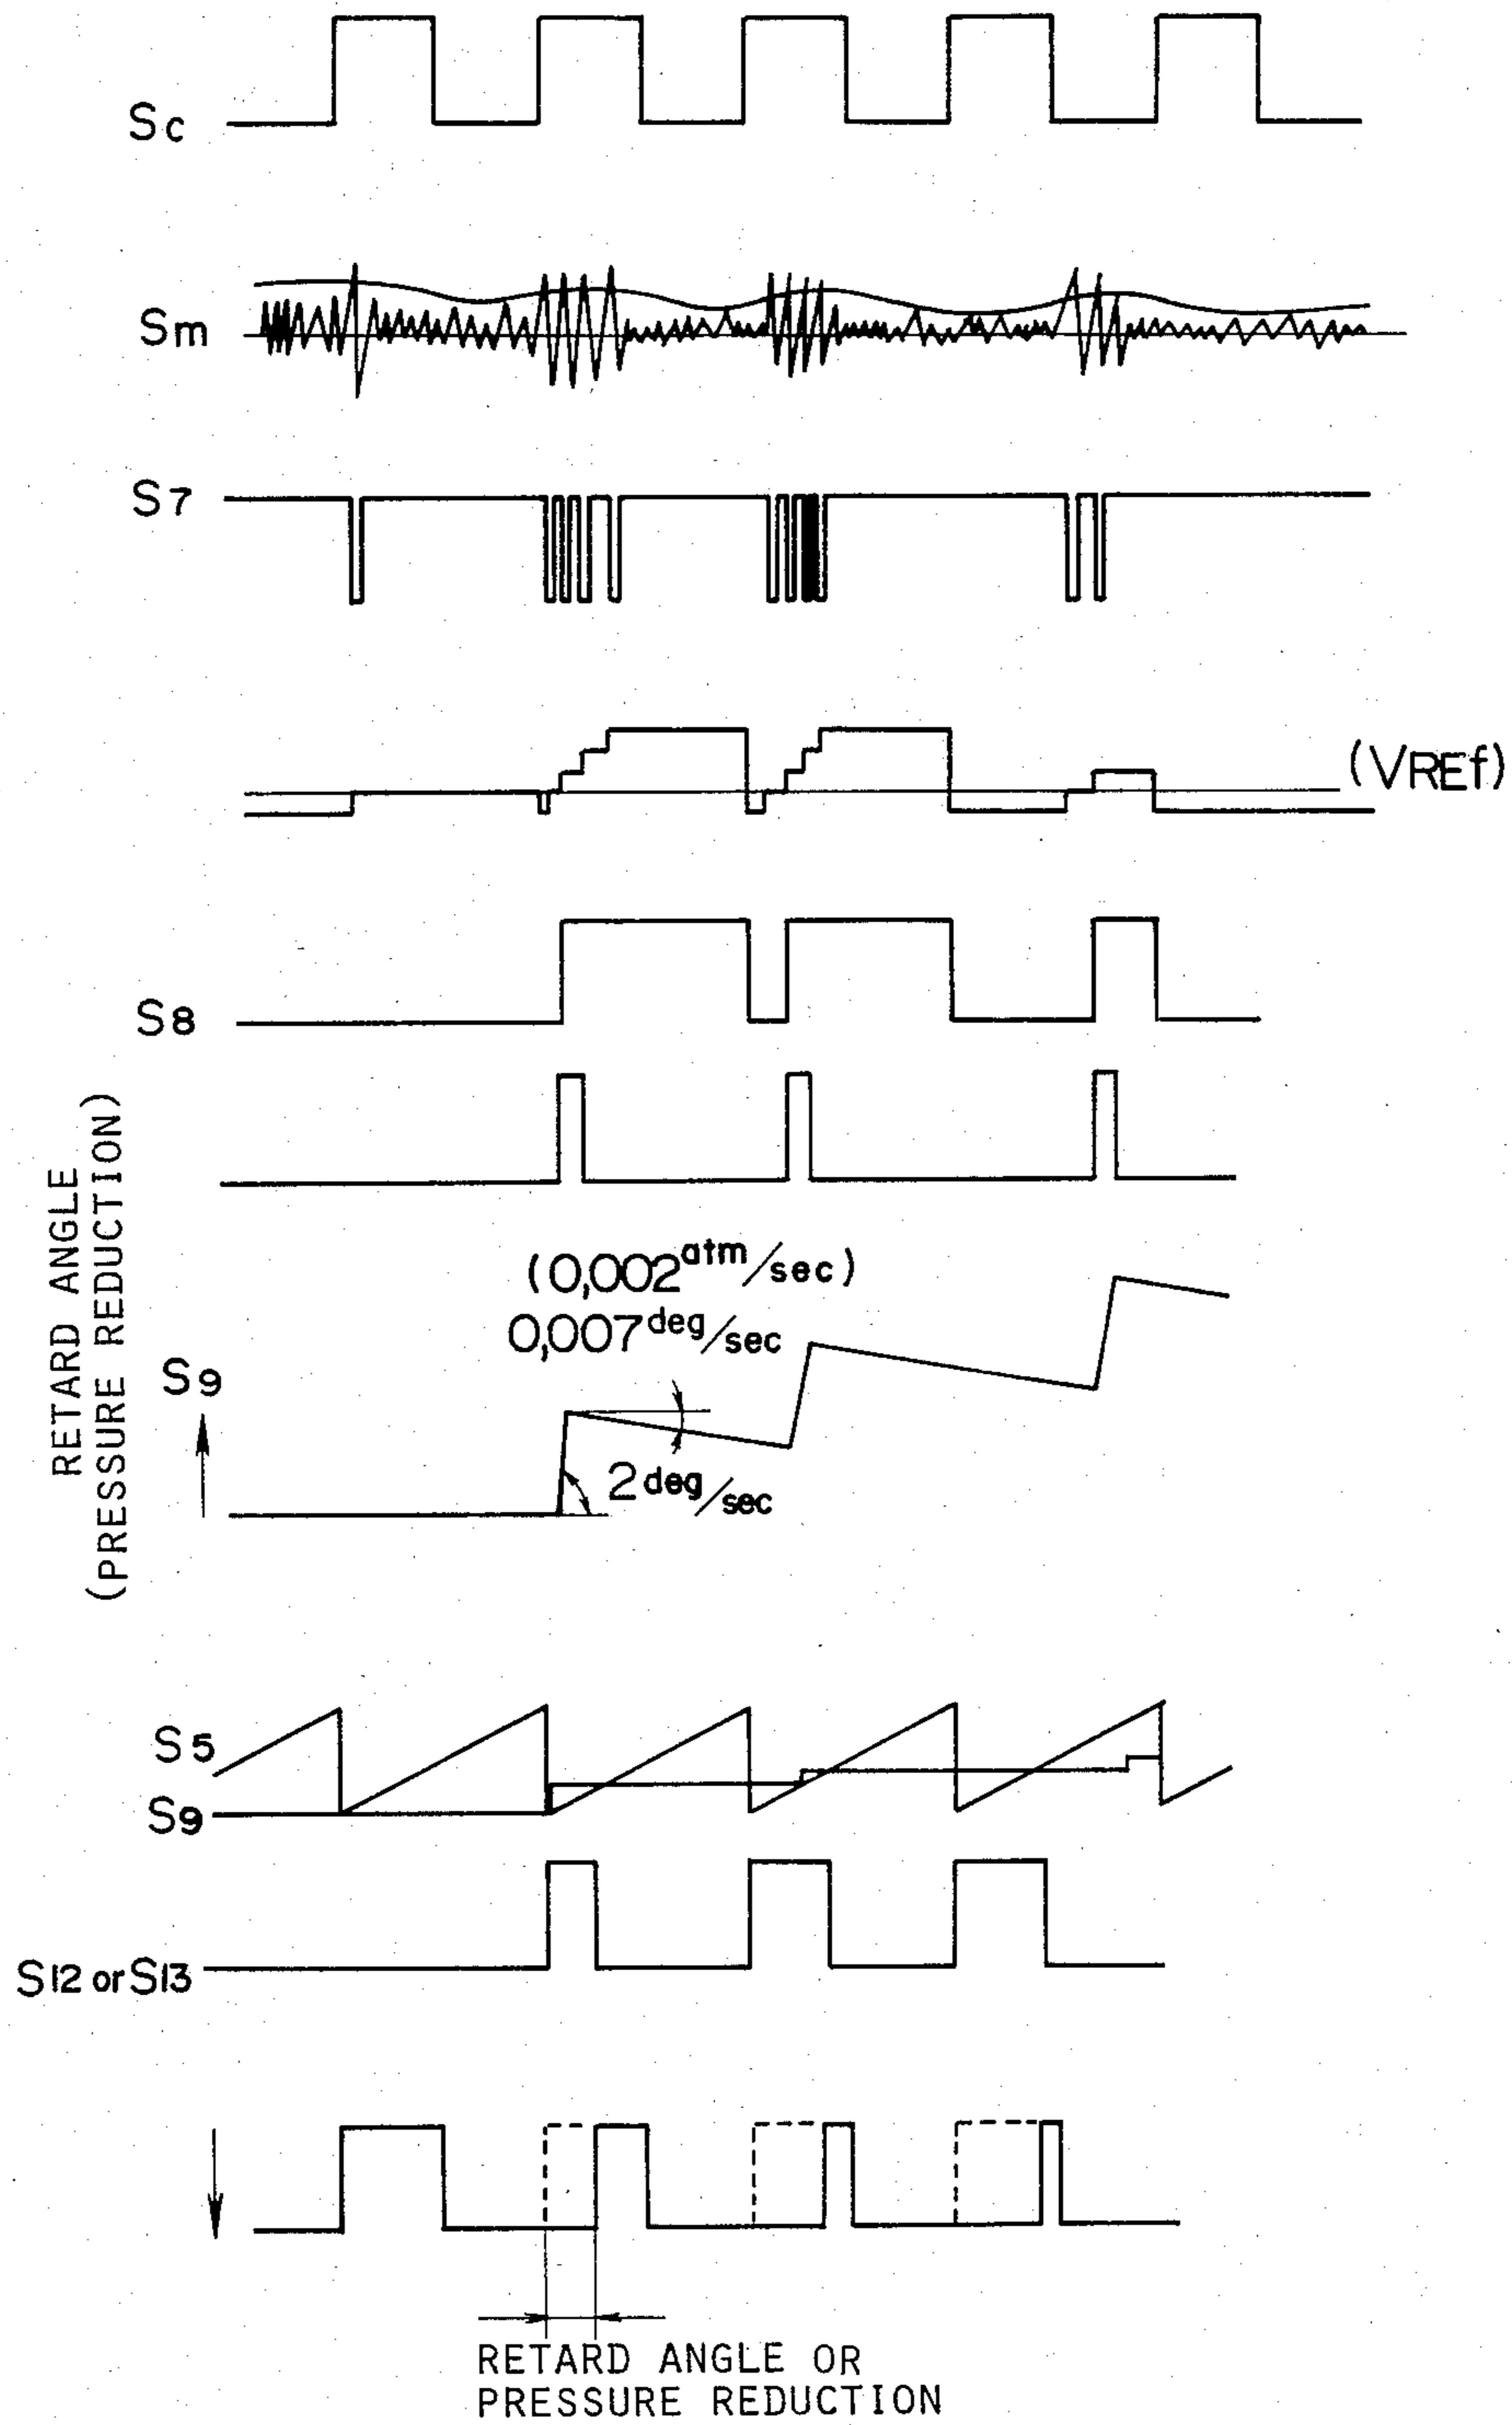 Sc
Sm
S7
(VREf)
S8
RETARD ANGLE
(PRESSURE REDUCTION)
(0,002atm/sec)
0,007deg/sec
S9
2deg/sec
S5
S9
S12 or S13
RETARD ANGLE OR
PRESSURE REDUCTION